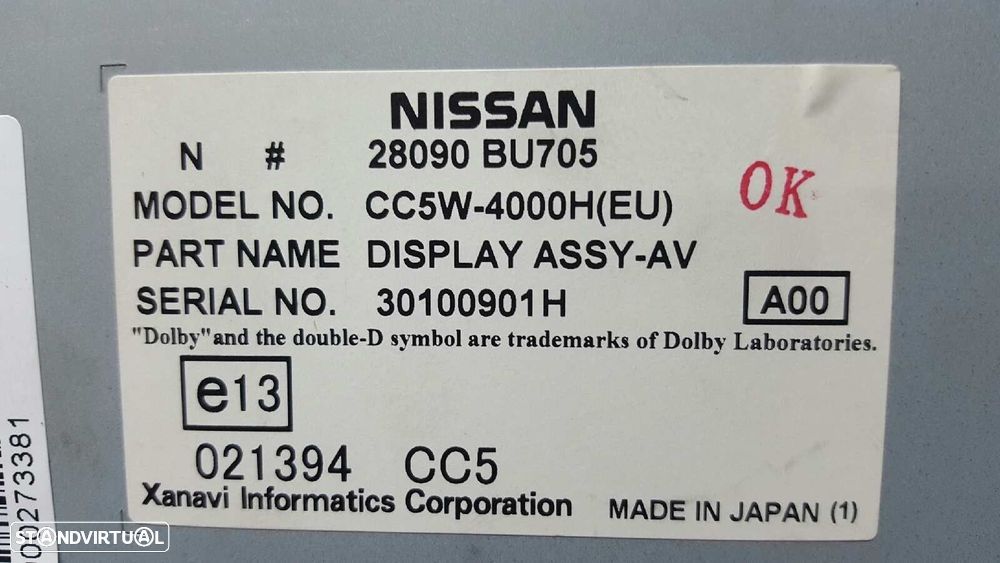 NISSAN
N # 28090 BU705
MODEL NO. CC5W-4000H(EU)
OK
PART NAME DISPLAY ASSY-AV
SERIAL NO. 30100901H
A00
"Dolby"and the double-D symbol are trademarks of Dolby Laboratories.
e13
021394 CC5
Xanavi Informatics Corporation MADE IN JAPAN (1)
STANDVIRTUAL